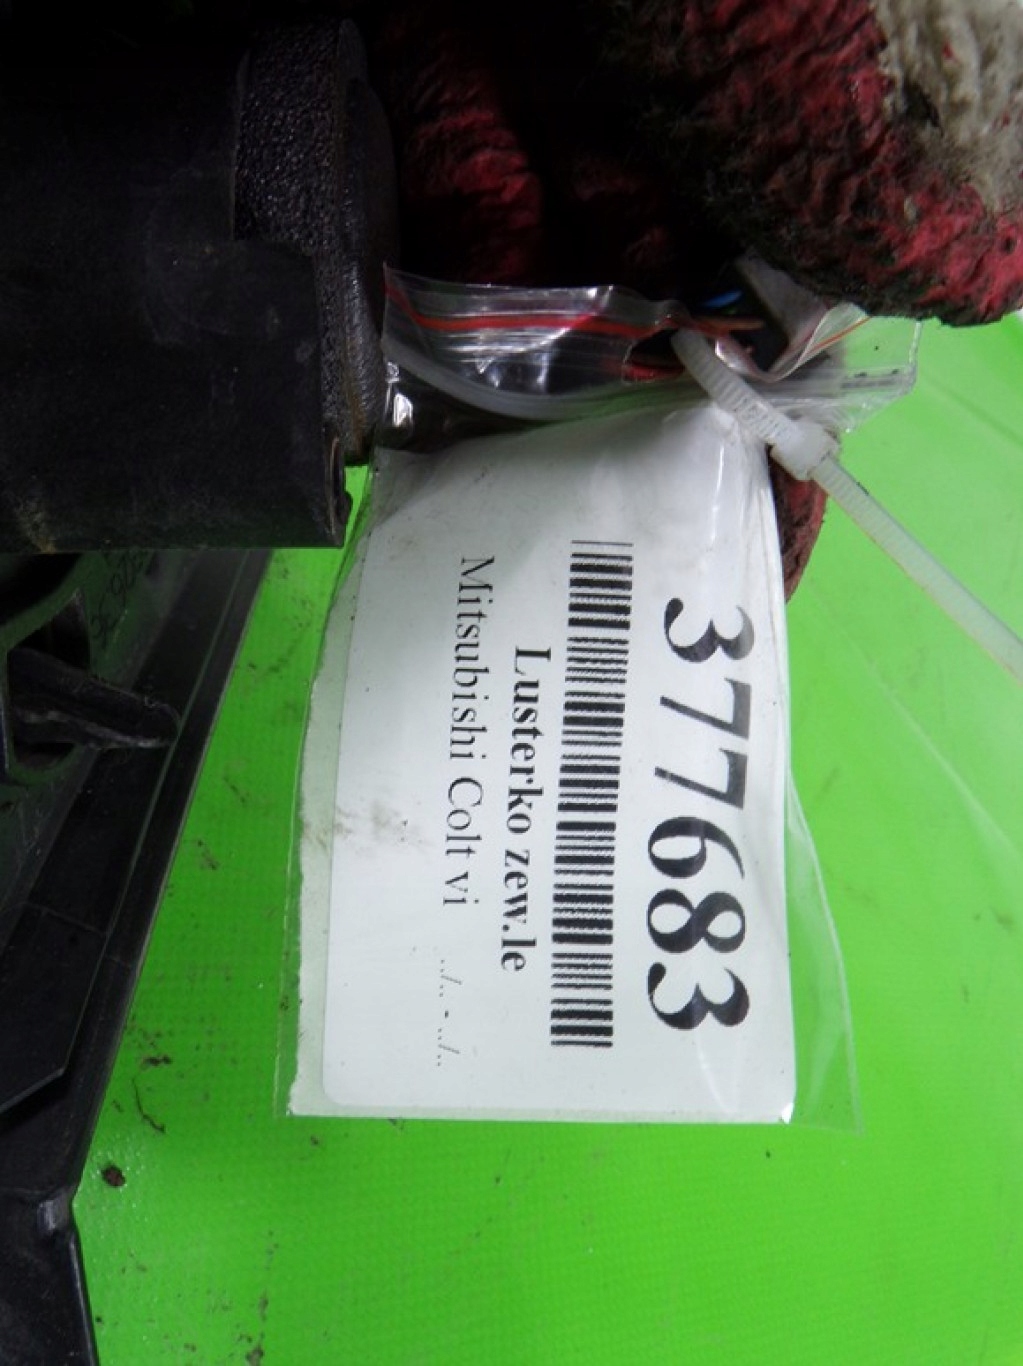 377683
Lusterko zew.le
Mitsubishi Colt vi
../.. - ../..